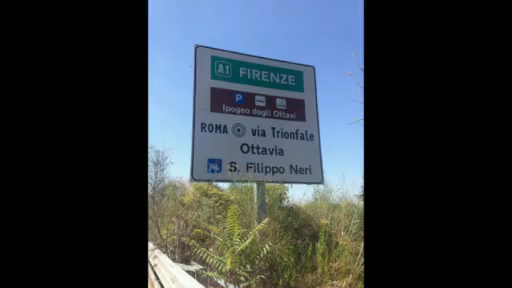 A1 FIRENZE
P
Ipogeo degli Ottavi
ROMA via Trionfale
Ottavia
S. Filippo Neri